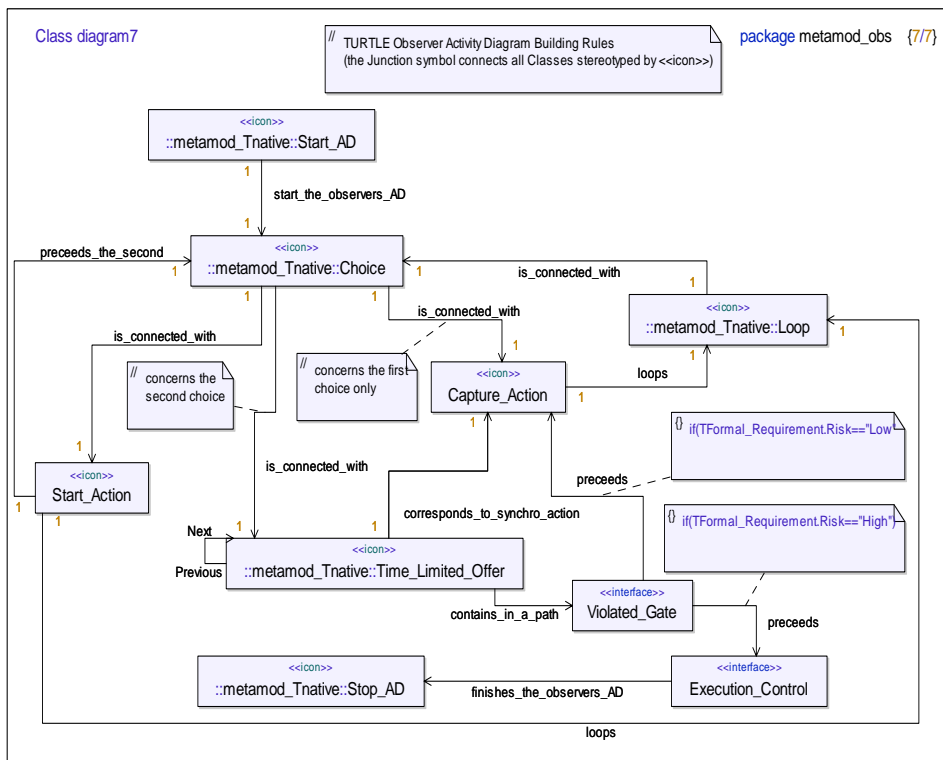 Class diagram7
// TURTLE Observer Activity Diagram Building Rules
(the Junction symbol connects all Classes stereotyped by <<icon>>)
package metamod_obs {7/7}
<<icon>>
::metamod_Tnative::Start_AD
1
start_the_observers_AD
1
preceeds_the_second
1
<<icon>>
::metamod_Tnative::Choice
1
1
1
1
is_connected_with
1
<<icon>>
::metamod_Tnative::Loop
1
1
is_connected_with
// concerns the
second choice
// concerns the first
choice only
is_connected_with
1
<<icon>>
Capture_Action
1
1
loops
{} if(TFormal_Requirement.Risk=="Low"
1
<<icon>>
Start_Action
1
1
is_connected_with
preceeds
corresponds_to_synchro_action
{} if(TFormal_Requirement.Risk=="High")
Next
Previous
1
1
<<icon>>
::metamod_Tnative::Time_Limited_Offer
contains_in_a_path
<<interface>>
Violated_Gate
preceeds
<<icon>>
::metamod_Tnative::Stop_AD
finishes_the_observers_AD
<<interface>>
Execution_Control
loops